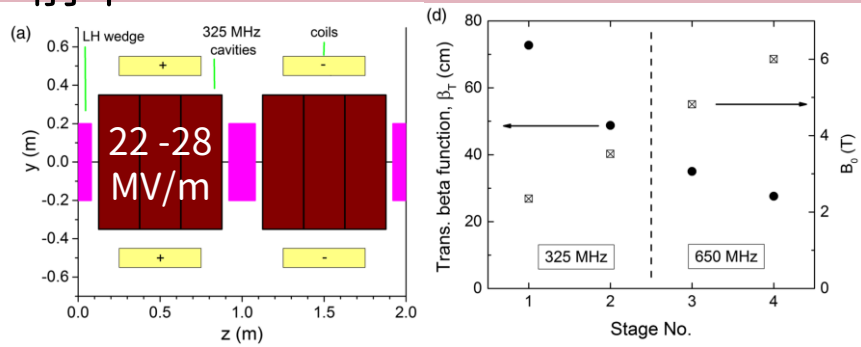 (a)
LH wedge
325 MHz
cavities
coils
+
-
22 -28
MV/m
+
-
y (m)
0.6
0.4
0.2
0.0
-0.2
-0.4
-0.6
0.0
0.5
1.0
1.5
2.0
z (m)
(d)
Trans. beta function, β_T (cm)
80
60
40
20
0
325 MHz
650 MHz
6
4
2
0
B_0 (T)
1
2
3
4
Stage No.